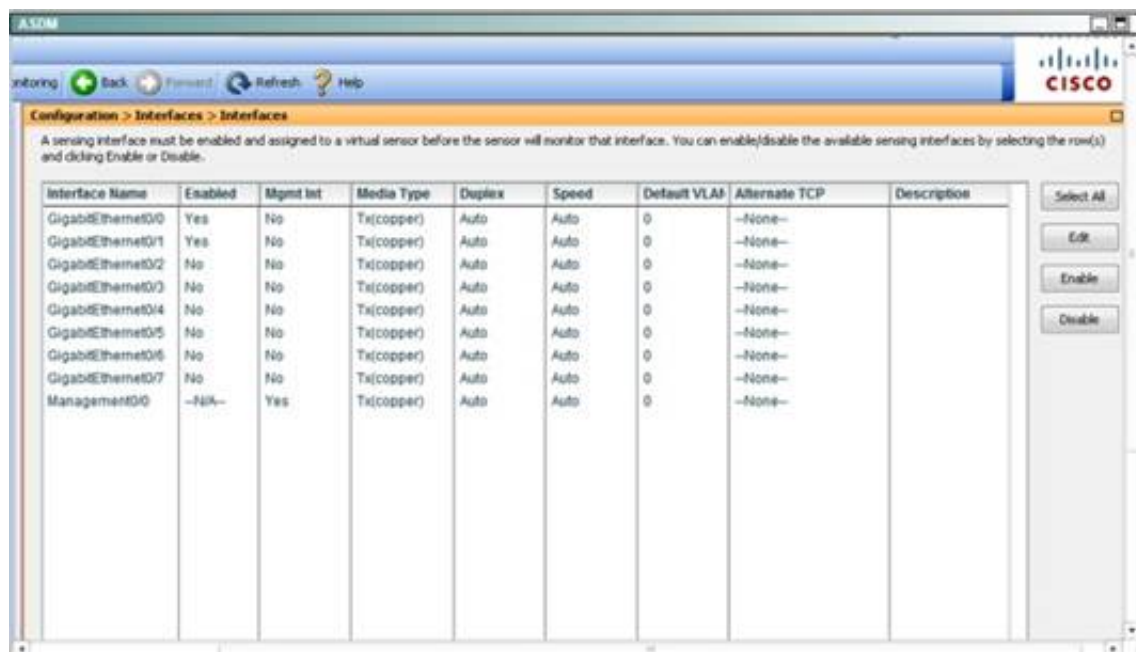 ASDM
nitoring Back Forward Refresh Help
CISCO
Configuration > Interfaces > Interfaces
A sensing interface must be enabled and assigned to a virtual sensor before the sensor will monitor that interface. You can enable/disable the available sensing interfaces by selecting the row(s)
and clicking Enable or Disable.
Interface Name Enabled Mgmt Int Media Type Duplex Speed Default VLAN Alternate TCP Description
GigabitEthernet0/0 Yes No Tx(copper) Auto Auto 0 --None--
GigabitEthernet0/1 Yes No Tx(copper) Auto Auto 0 --None--
GigabitEthernet0/2 No No Tx(copper) Auto Auto 0 --None--
GigabitEthernet0/3 No No Tx(copper) Auto Auto 0 --None--
GigabitEthernet0/4 No No Tx(copper) Auto Auto 0 --None--
GigabitEthernet0/5 No No Tx(copper) Auto Auto 0 --None--
GigabitEthernet0/6 No No Tx(copper) Auto Auto 0 --None--
GigabitEthernet0/7 No No Tx(copper) Auto Auto 0 --None--
Management0/0 --N/A-- Yes Tx(copper) Auto Auto 0 --None--
Select All
Edit
Enable
Disable